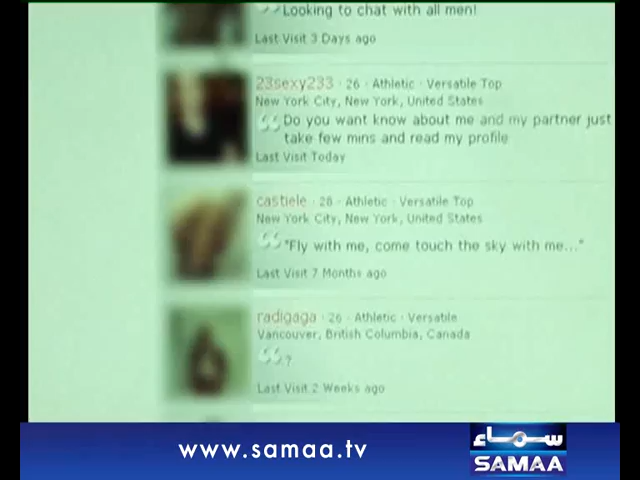 Looking to chat with all men!
Last Visit 3 Days ago
23sexy233 · 26 · Athletic · Versatile Top
New York City, New York, United States
“ Do you want know about me and my partner just
take few mins and read my profile
Last Visit Today
castiele · 28 · Athletic · Versatile Top
New York City, New York, United States
“ "Fly with me, come touch the sky with me..."
Last Visit 7 Months ago
radigaga · 26 · Athletic · Versatile
Vancouver, British Columbia, Canada
“ ?
Last Visit 2 Weeks ago
www.samaa.tv
سماء
SAMAA